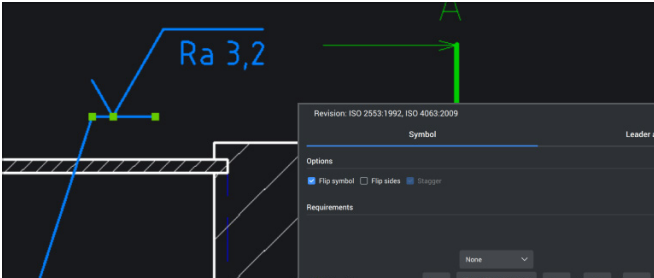 A
Ra 3,2
Revision: ISO 2553:1992, ISO 4063:2009
Symbol
Leader
Options
Flip symbol
Flip sides
Stagger
Requirements
None